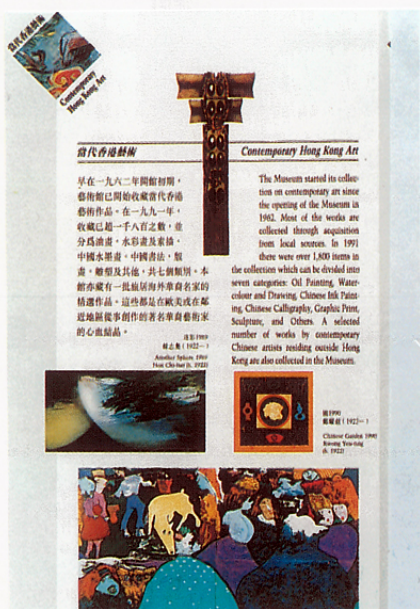 當代香港藝術
Contemporary
Hong Kong Art
當代香港藝術
Contemporary Hong Kong Art
早在一九六二年開館初期，
藝術館已開始收藏當代香港
藝術作品。在一九九一年，
收藏已超一千八百之數，並
分爲油畫，水彩畫及素描，
中國水墨畫，中國書法，版
畫，雕塑及其他，共七個類別。本
館亦藏有一批旅居海外華裔名家的
精選作品，這些都是在歐美或在鄰
近地區從事創作的著名華裔藝術家
的心血結晶。
The Museum started its collec-
tion on contemporary art since
the opening of the Museum in
1962. Most of the works are
collected through acquisition
from local sources. In 1991
there were over 1,800 items in
the collection which can be divided into
seven categories: Oil Painting, Water-
colour and Drawing, Chinese Ink Paint-
ing, Chinese Calligraphy, Graphic Print,
Sculpture, and Others. A selected
number of works by contemporary
Chinese artists residing outside Hong
Kong are also collected in the Museum.
1969
(1922— )
Another Sphere 1969
Hon Chi-fun (b. 1922)
1990
(1922— )
Chinese Garden 1990
Kwong Yeu-ting
(b. 1922)